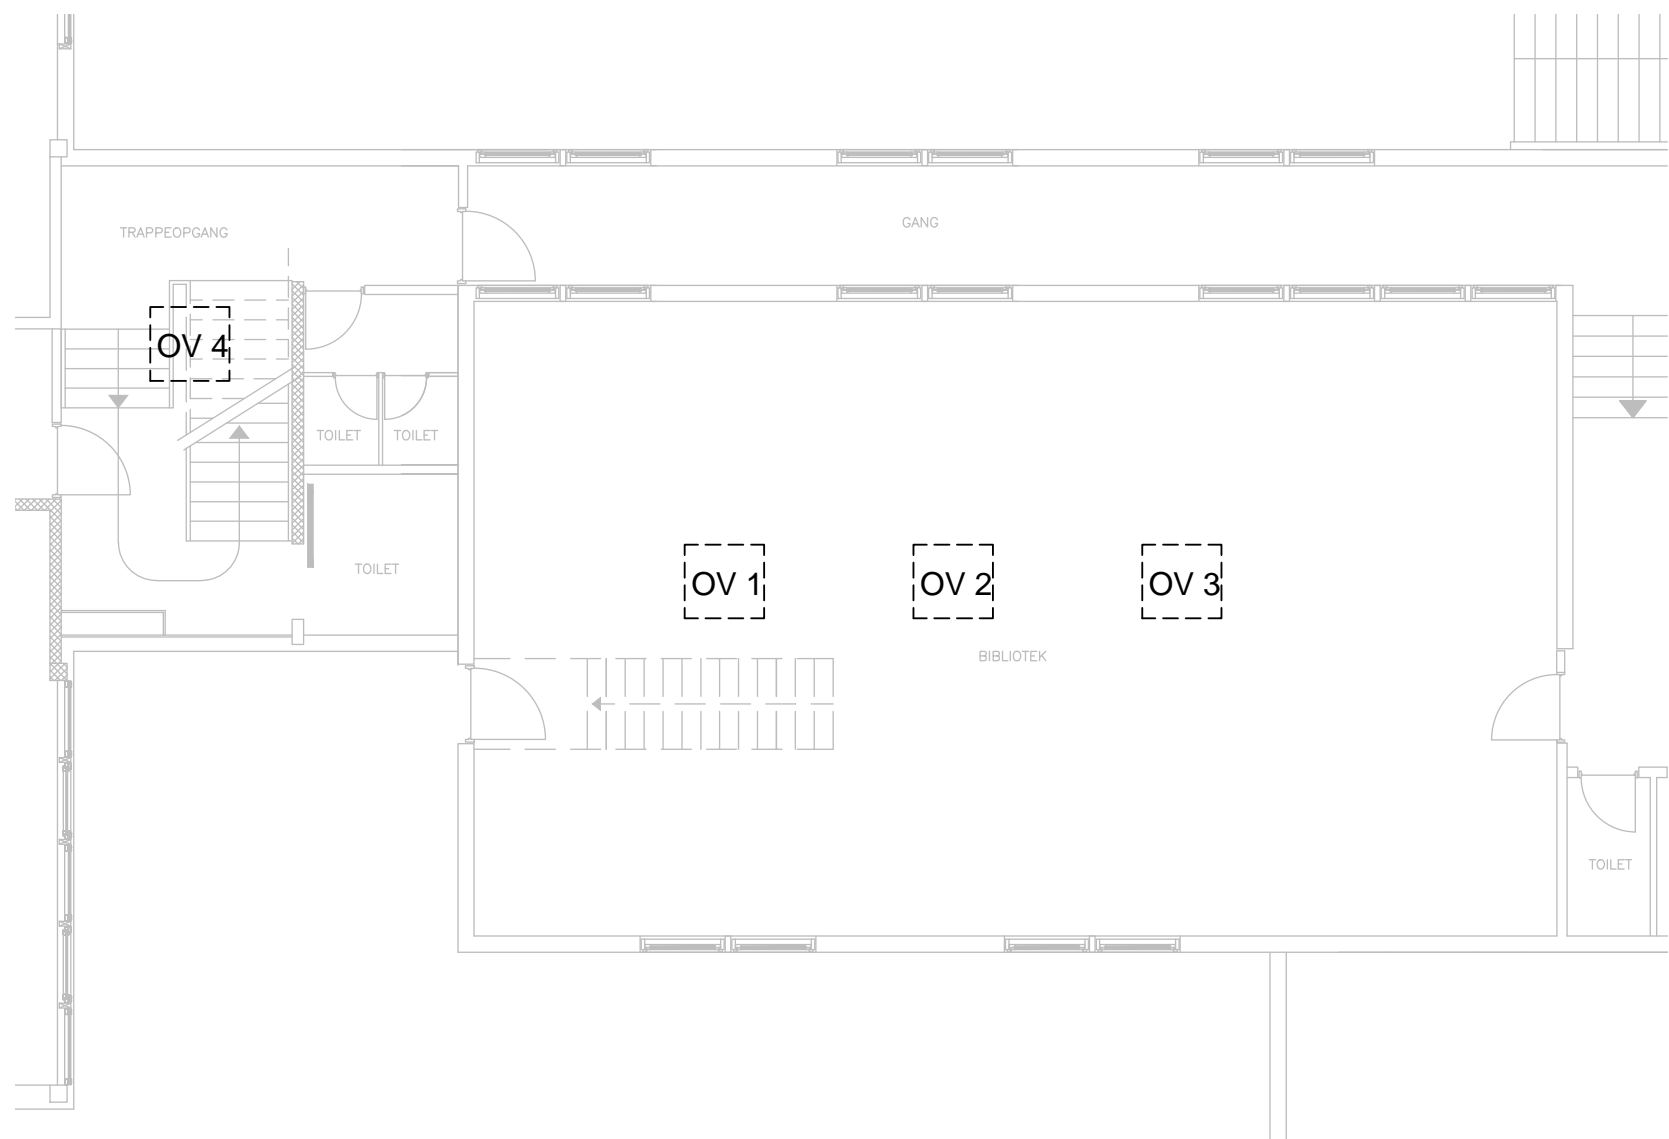 GANG
TRAPPEOPGANG
OV 4
TOILET
TOILET
TOILET
OV 1
OV 2
OV 3
BIBLIOTEK
TOILET